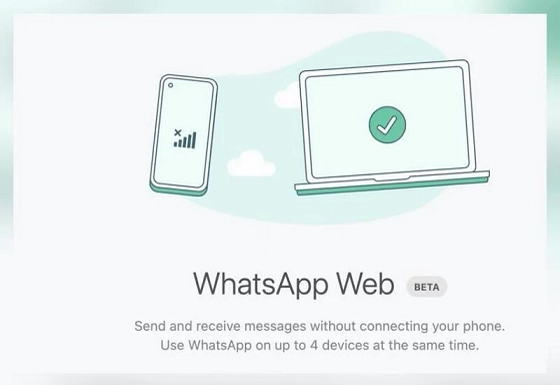 WhatsApp Web BETA
Send and receive messages without connecting your phone.
Use WhatsApp on up to 4 devices at the same time.